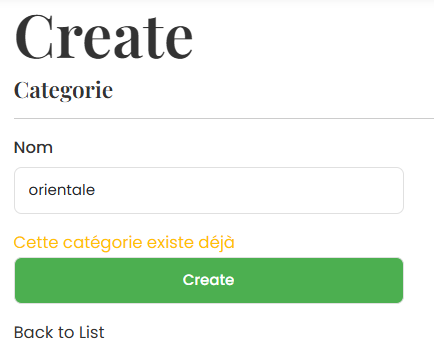 Create
Categorie
Nom
orientale
Cette catégorie existe déjà
Create
Back to List